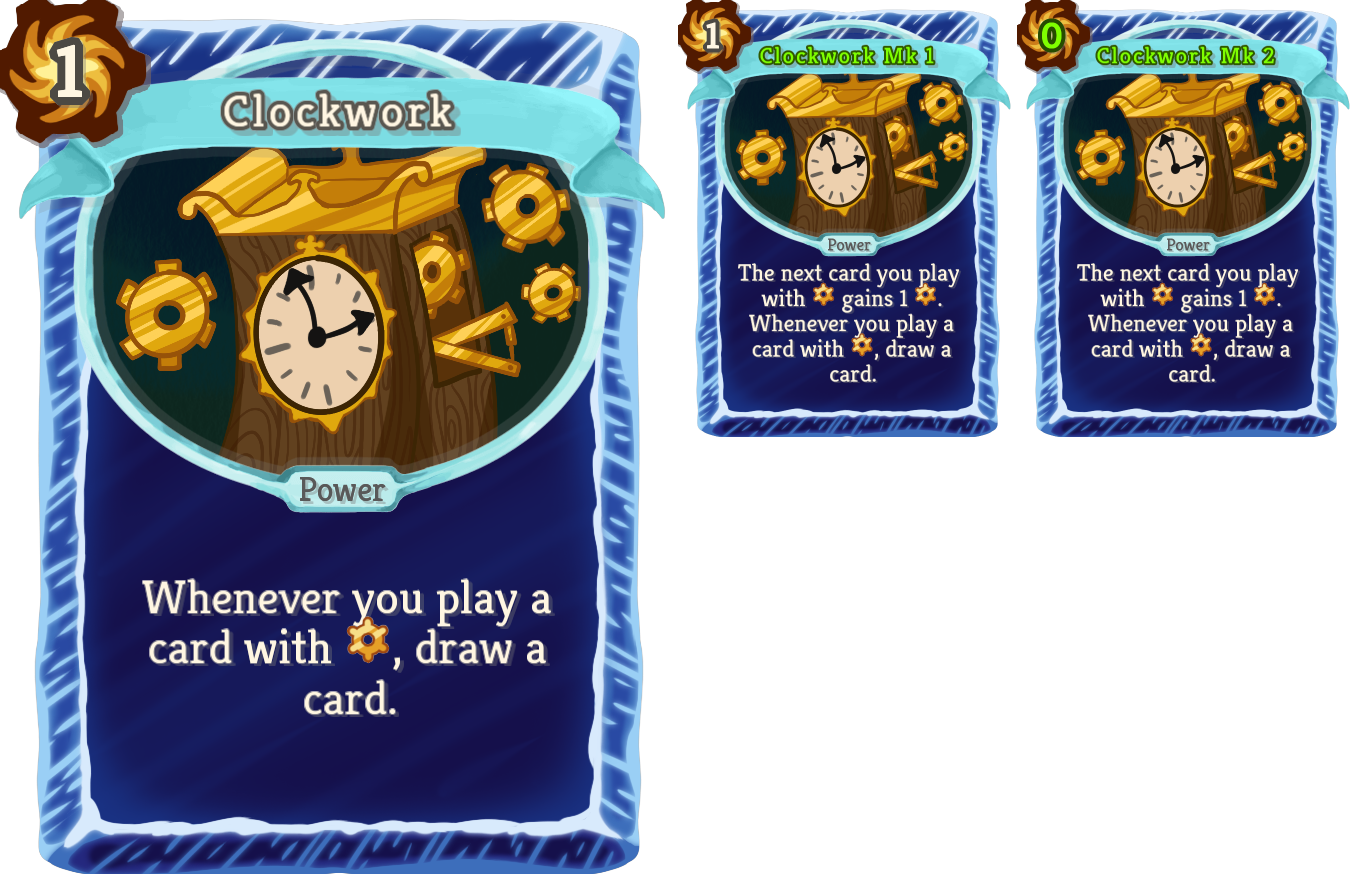 1
Clockwork
Power
Whenever you play a
card with , draw a
card.
1
Clockwork Mk 1
Power
The next card you play
with gains 1 .
Whenever you play a
card with , draw a
card.
0
Clockwork Mk 2
Power
The next card you play
with gains 1 .
Whenever you play a
card with , draw a
card.